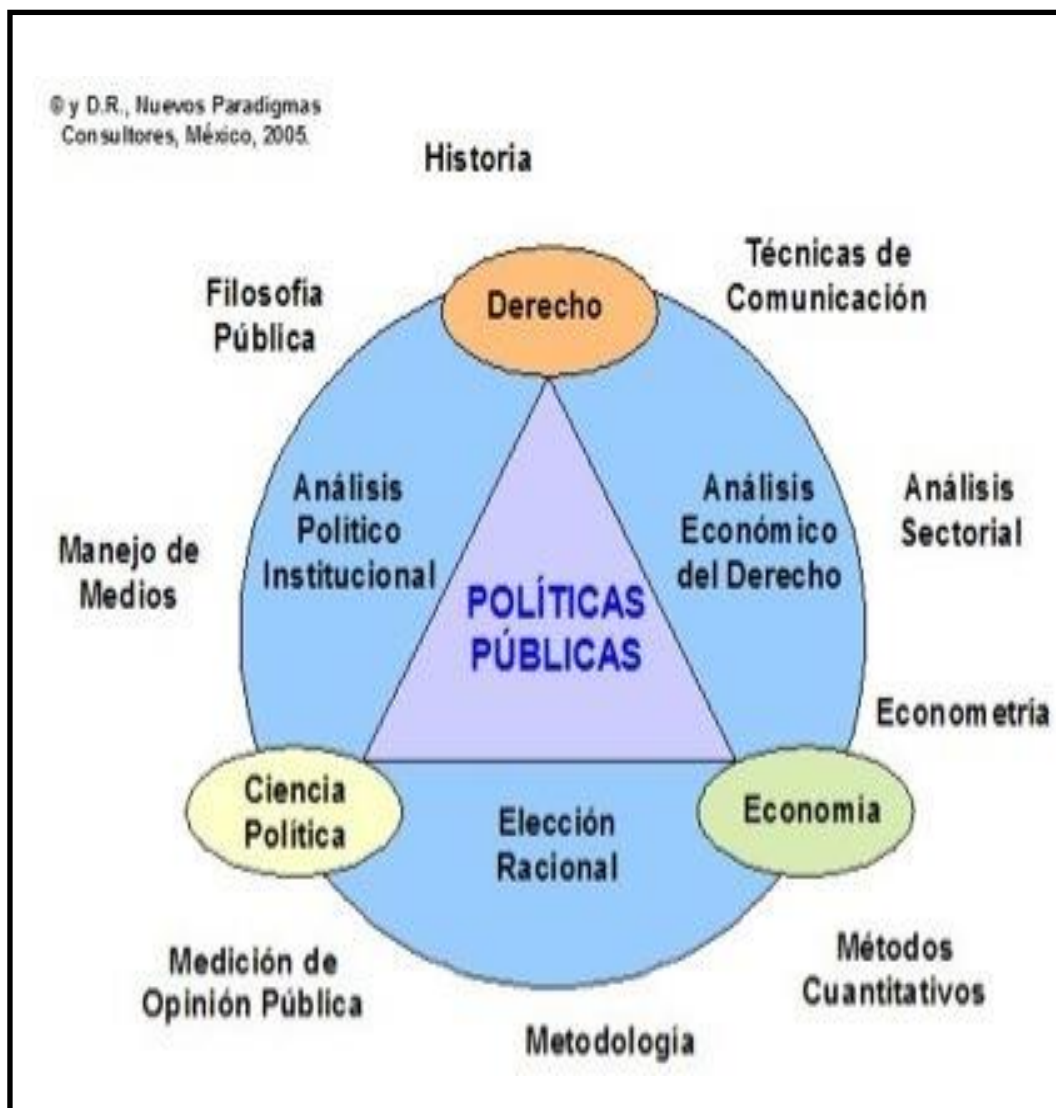 © y D.R., Nuevos Paradigmas
Consultores, México, 2005.
Historia
Técnicas de
Comunicación
Filosofía
Pública
Derecho
Análisis
Político
Institucional
Análisis
Económico
del Derecho
Análisis
Sectorial
Manejo de
Medios
POLÍTICAS
PÚBLICAS
Econometría
Ciencia
Política
Elección
Racional
Economía
Medición de
Opinión Pública
Métodos
Cuantitativos
Metodología